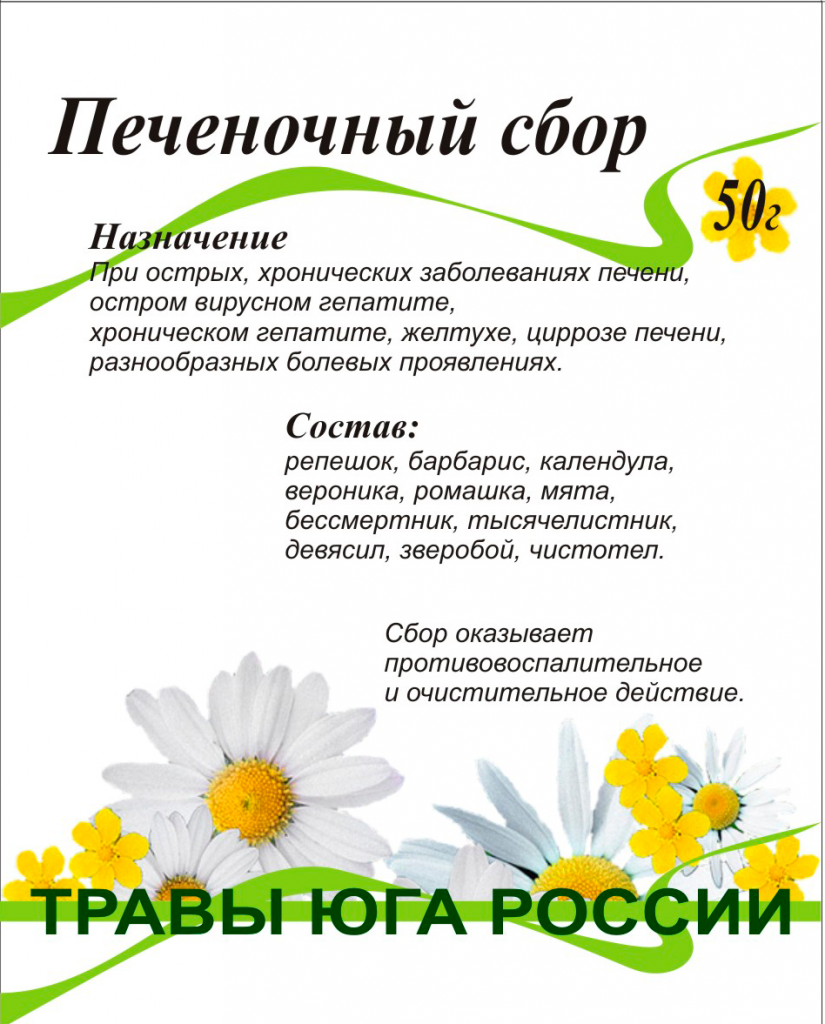 Печеночный сбор
50г
Назначение
При острых, хронических заболеваниях печени,
остром вирусном гепатите,
хроническом гепатите, желтухе, циррозе печени,
разнообразных болевых проявлениях.
Состав:
репешок, барбарис, календула,
вероника, ромашка, мята,
бессмертник, тысячелистник,
девясил, зверобой, чистотел.
Сбор оказывает
противовоспалительное
и очистительное действие.
ТРАВЫ ЮГА РОССИИ